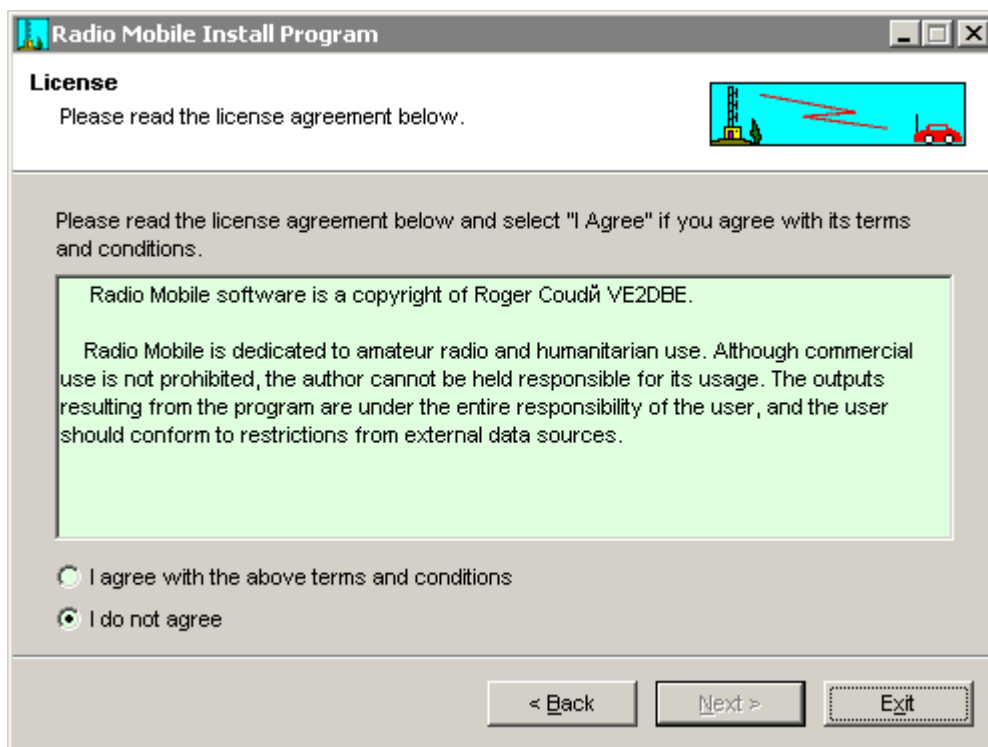 Radio Mobile Install Program
License
Please read the license agreement below.
Please read the license agreement below and select "I Agree" if you agree with its terms
and conditions.
Radio Mobile software is a copyright of Roger Coudй VE2DBE.
Radio Mobile is dedicated to amateur radio and humanitarian use. Although commercial
use is not prohibited, the author cannot be held responsible for its usage. The outputs
resulting from the program are under the entire responsibility of the user, and the user
should conform to restrictions from external data sources.
I agree with the above terms and conditions
I do not agree
< Back
Next >
Exit